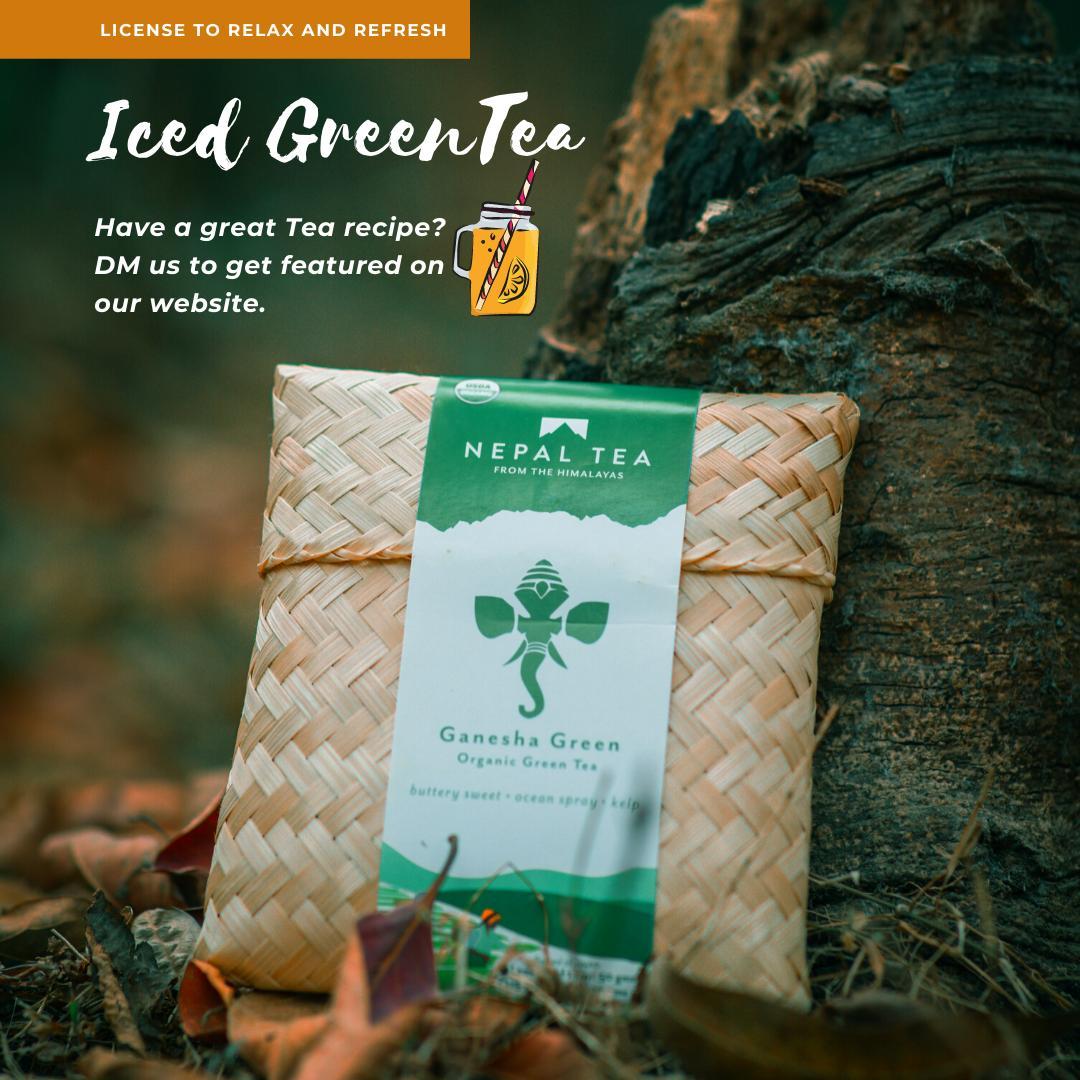 LICENSE TO RELAX AND REFRESH
Iced GreenTea
Have a great Tea recipe?
DM us to get featured on
our website.
USDA
NEPAL TEA
FROM THE HIMALAYAS
Ganesha Green
Organic Green Tea
buttery sweet • ocean spray • kelp